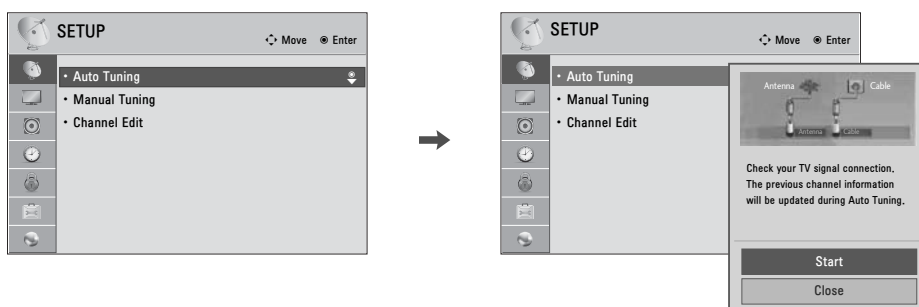 SETUP
Move Enter
• Auto Tuning
• Manual Tuning
• Channel Edit
SETUP
Move Enter
• Auto Tuning
• Manual Tuning
• Channel Edit
Antenna Cable
Antenna Cable
Check your TV signal connection.
The previous channel information
will be updated during Auto Tuning.
Start
Close